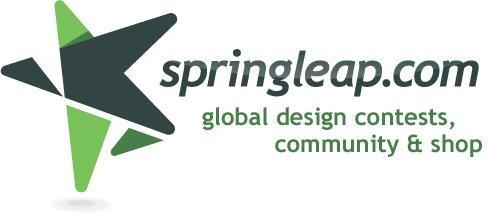 springleap.com
global design contests,
community & shop